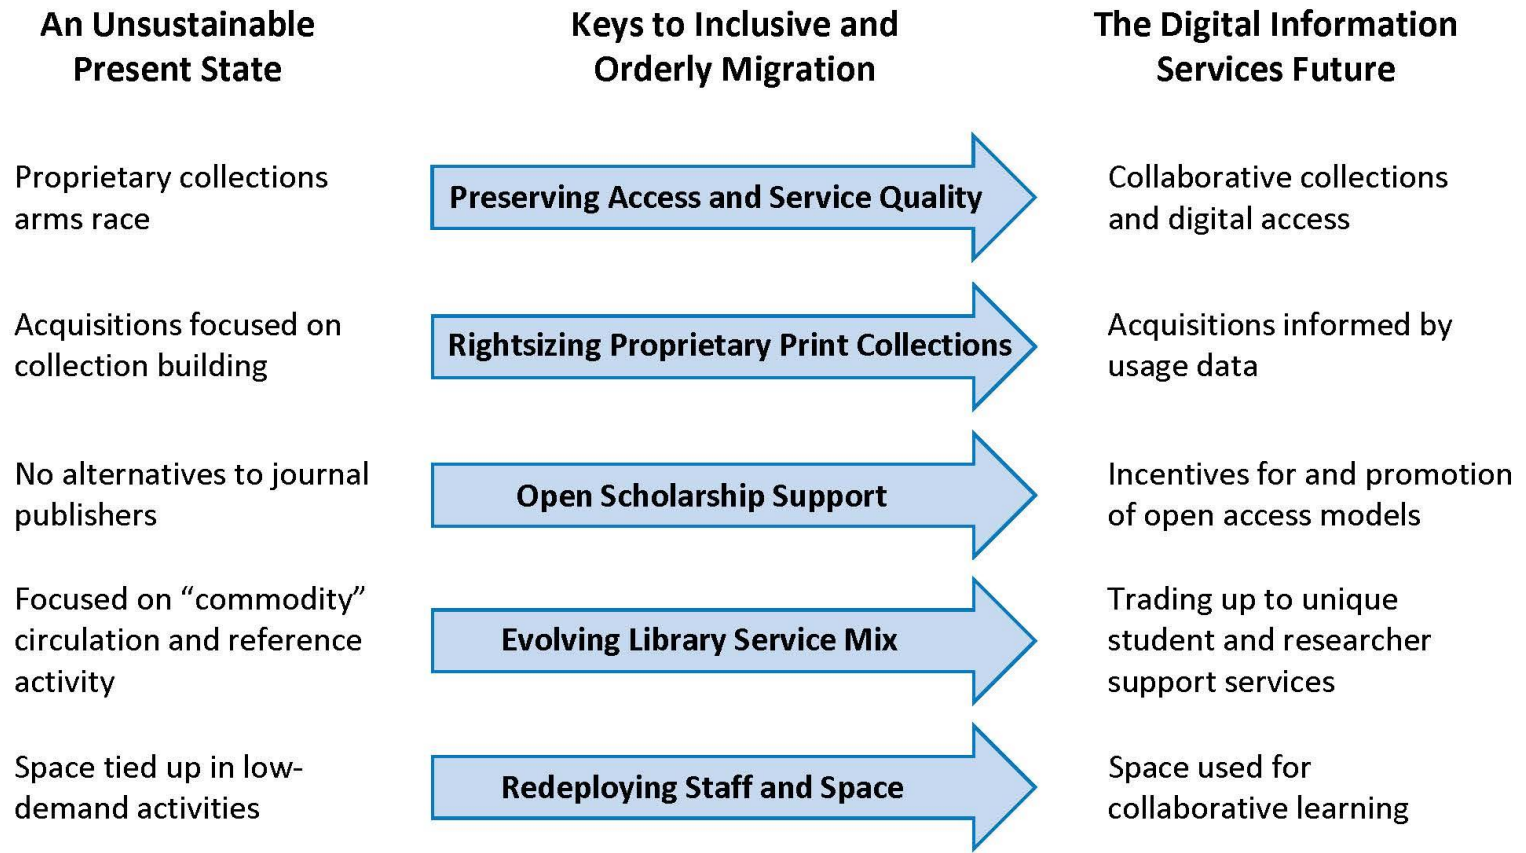 An Unsustainable
Present State
Keys to Inclusive and
Orderly Migration
The Digital Information
Services Future
Proprietary collections
arms race
Preserving Access and Service Quality
Collaborative collections
and digital access
Acquisitions focused on
collection building
Rightsizing Proprietary Print Collections
Acquisitions informed by
usage data
No alternatives to journal
publishers
Open Scholarship Support
Incentives for and promotion
of open access models
Focused on “commodity”
circulation and reference
activity
Evolving Library Service Mix
Trading up to unique
student and researcher
support services
Space tied up in low-
demand activities
Redeploying Staff and Space
Space used for
collaborative learning